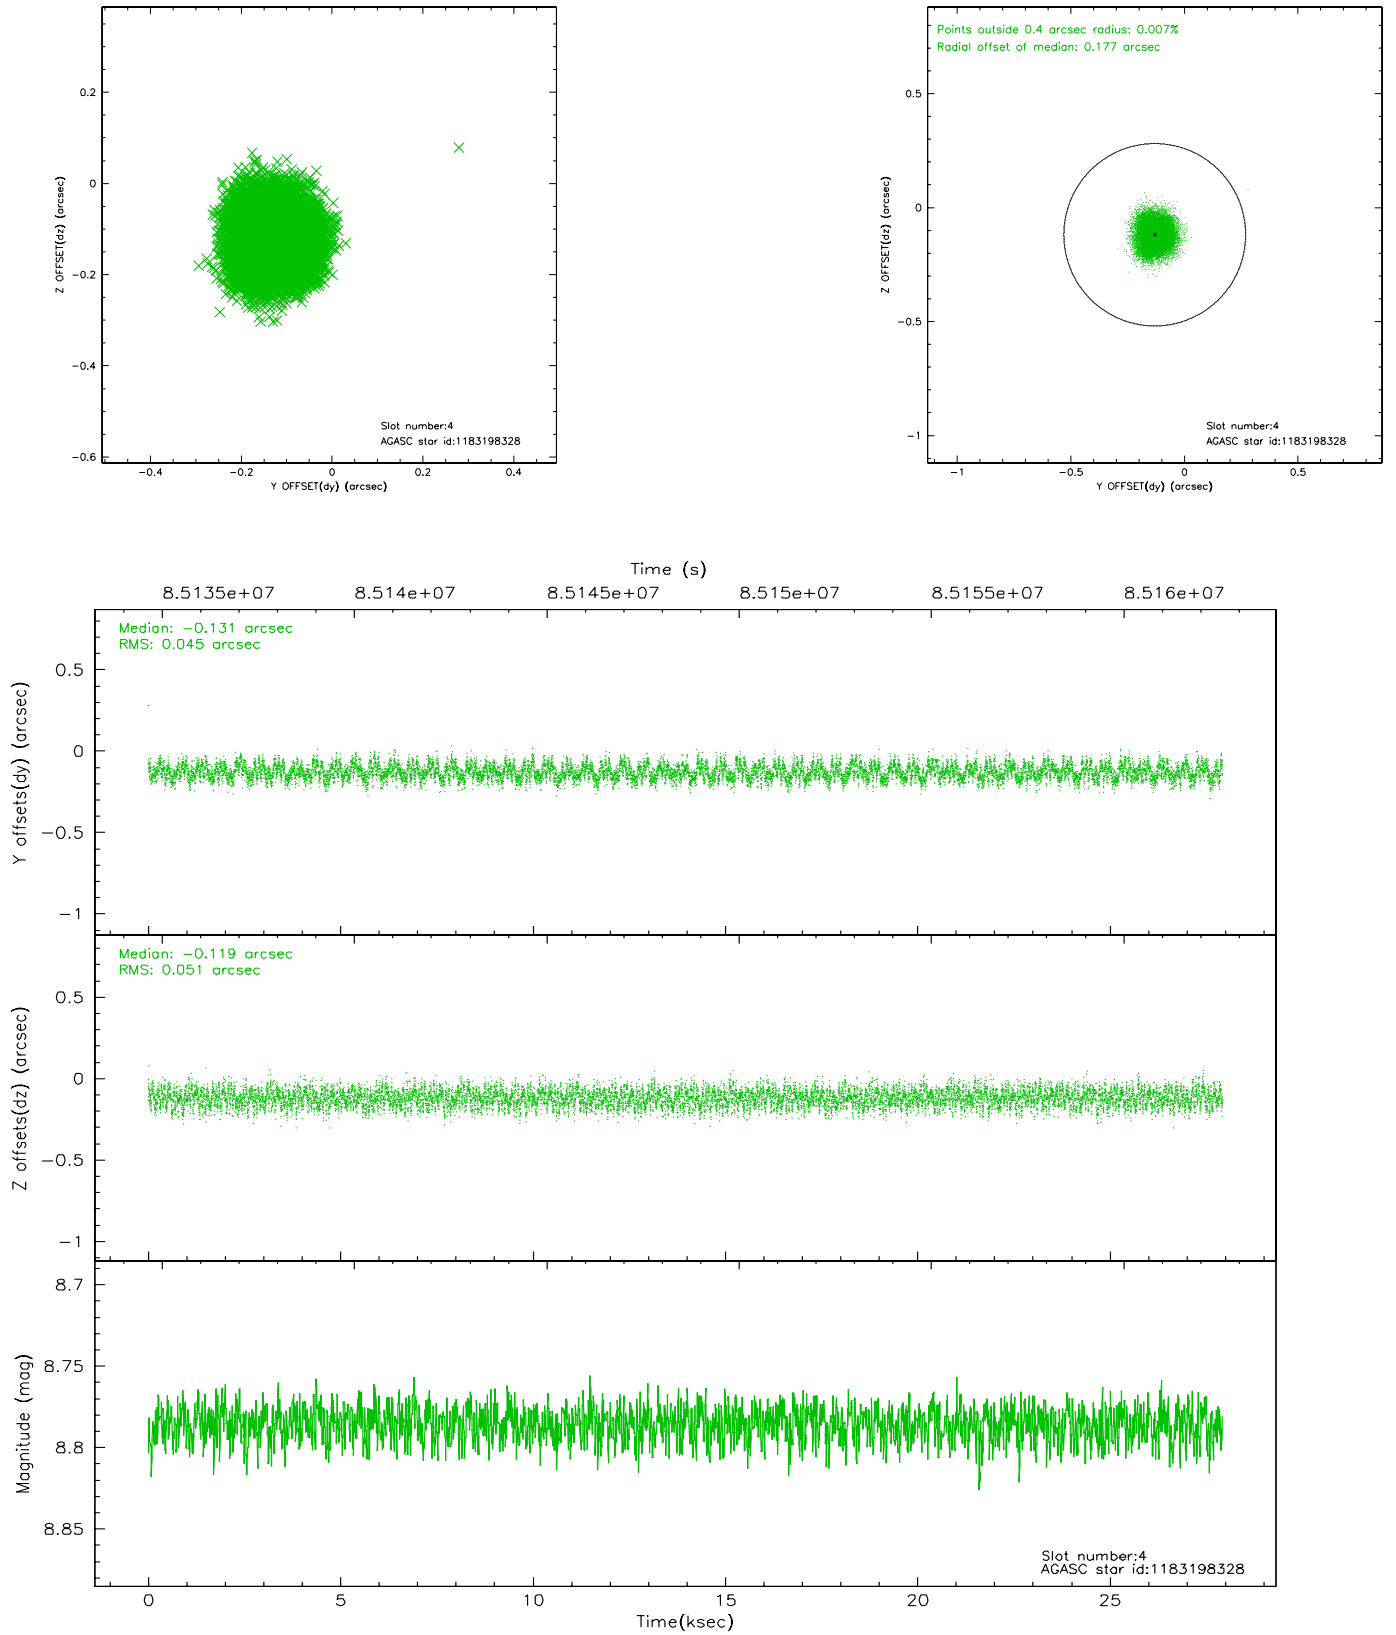 0.2
0
−0.2
−0.4
−0.6
Z OFFSET(dz) (arcsec)
Slot number:4
AGASC star id:1183198328
−0.4
−0.2
0
0.2
0.4
Y OFFSET(dy) (arcsec)
Points outside 0.4 arcsec radius: 0.007%
Radial offset of median: 0.177 arcsec
0.5
0
−0.5
−1
Z OFFSET(dz) (arcsec)
Slot number:4
AGASC star id:1183198328
−1
−0.5
0
0.5
Y OFFSET(dy) (arcsec)
Time (s)
8.5135e+07
8.514e+07
8.5145e+07
8.515e+07
8.5155e+07
8.516e+07
Median: −0.131 arcsec
RMS: 0.045 arcsec
0.5
0
−0.5
−1
Y offsets(dy) (arcsec)
Median: −0.119 arcsec
RMS: 0.051 arcsec
0.5
0
−0.5
−1
Z offsets(dz) (arcsec)
8.7
8.75
8.8
8.85
Magnitude (mag)
Slot number:4
AGASC star id:1183198328
0
5
10
15
20
25
Time(ksec)